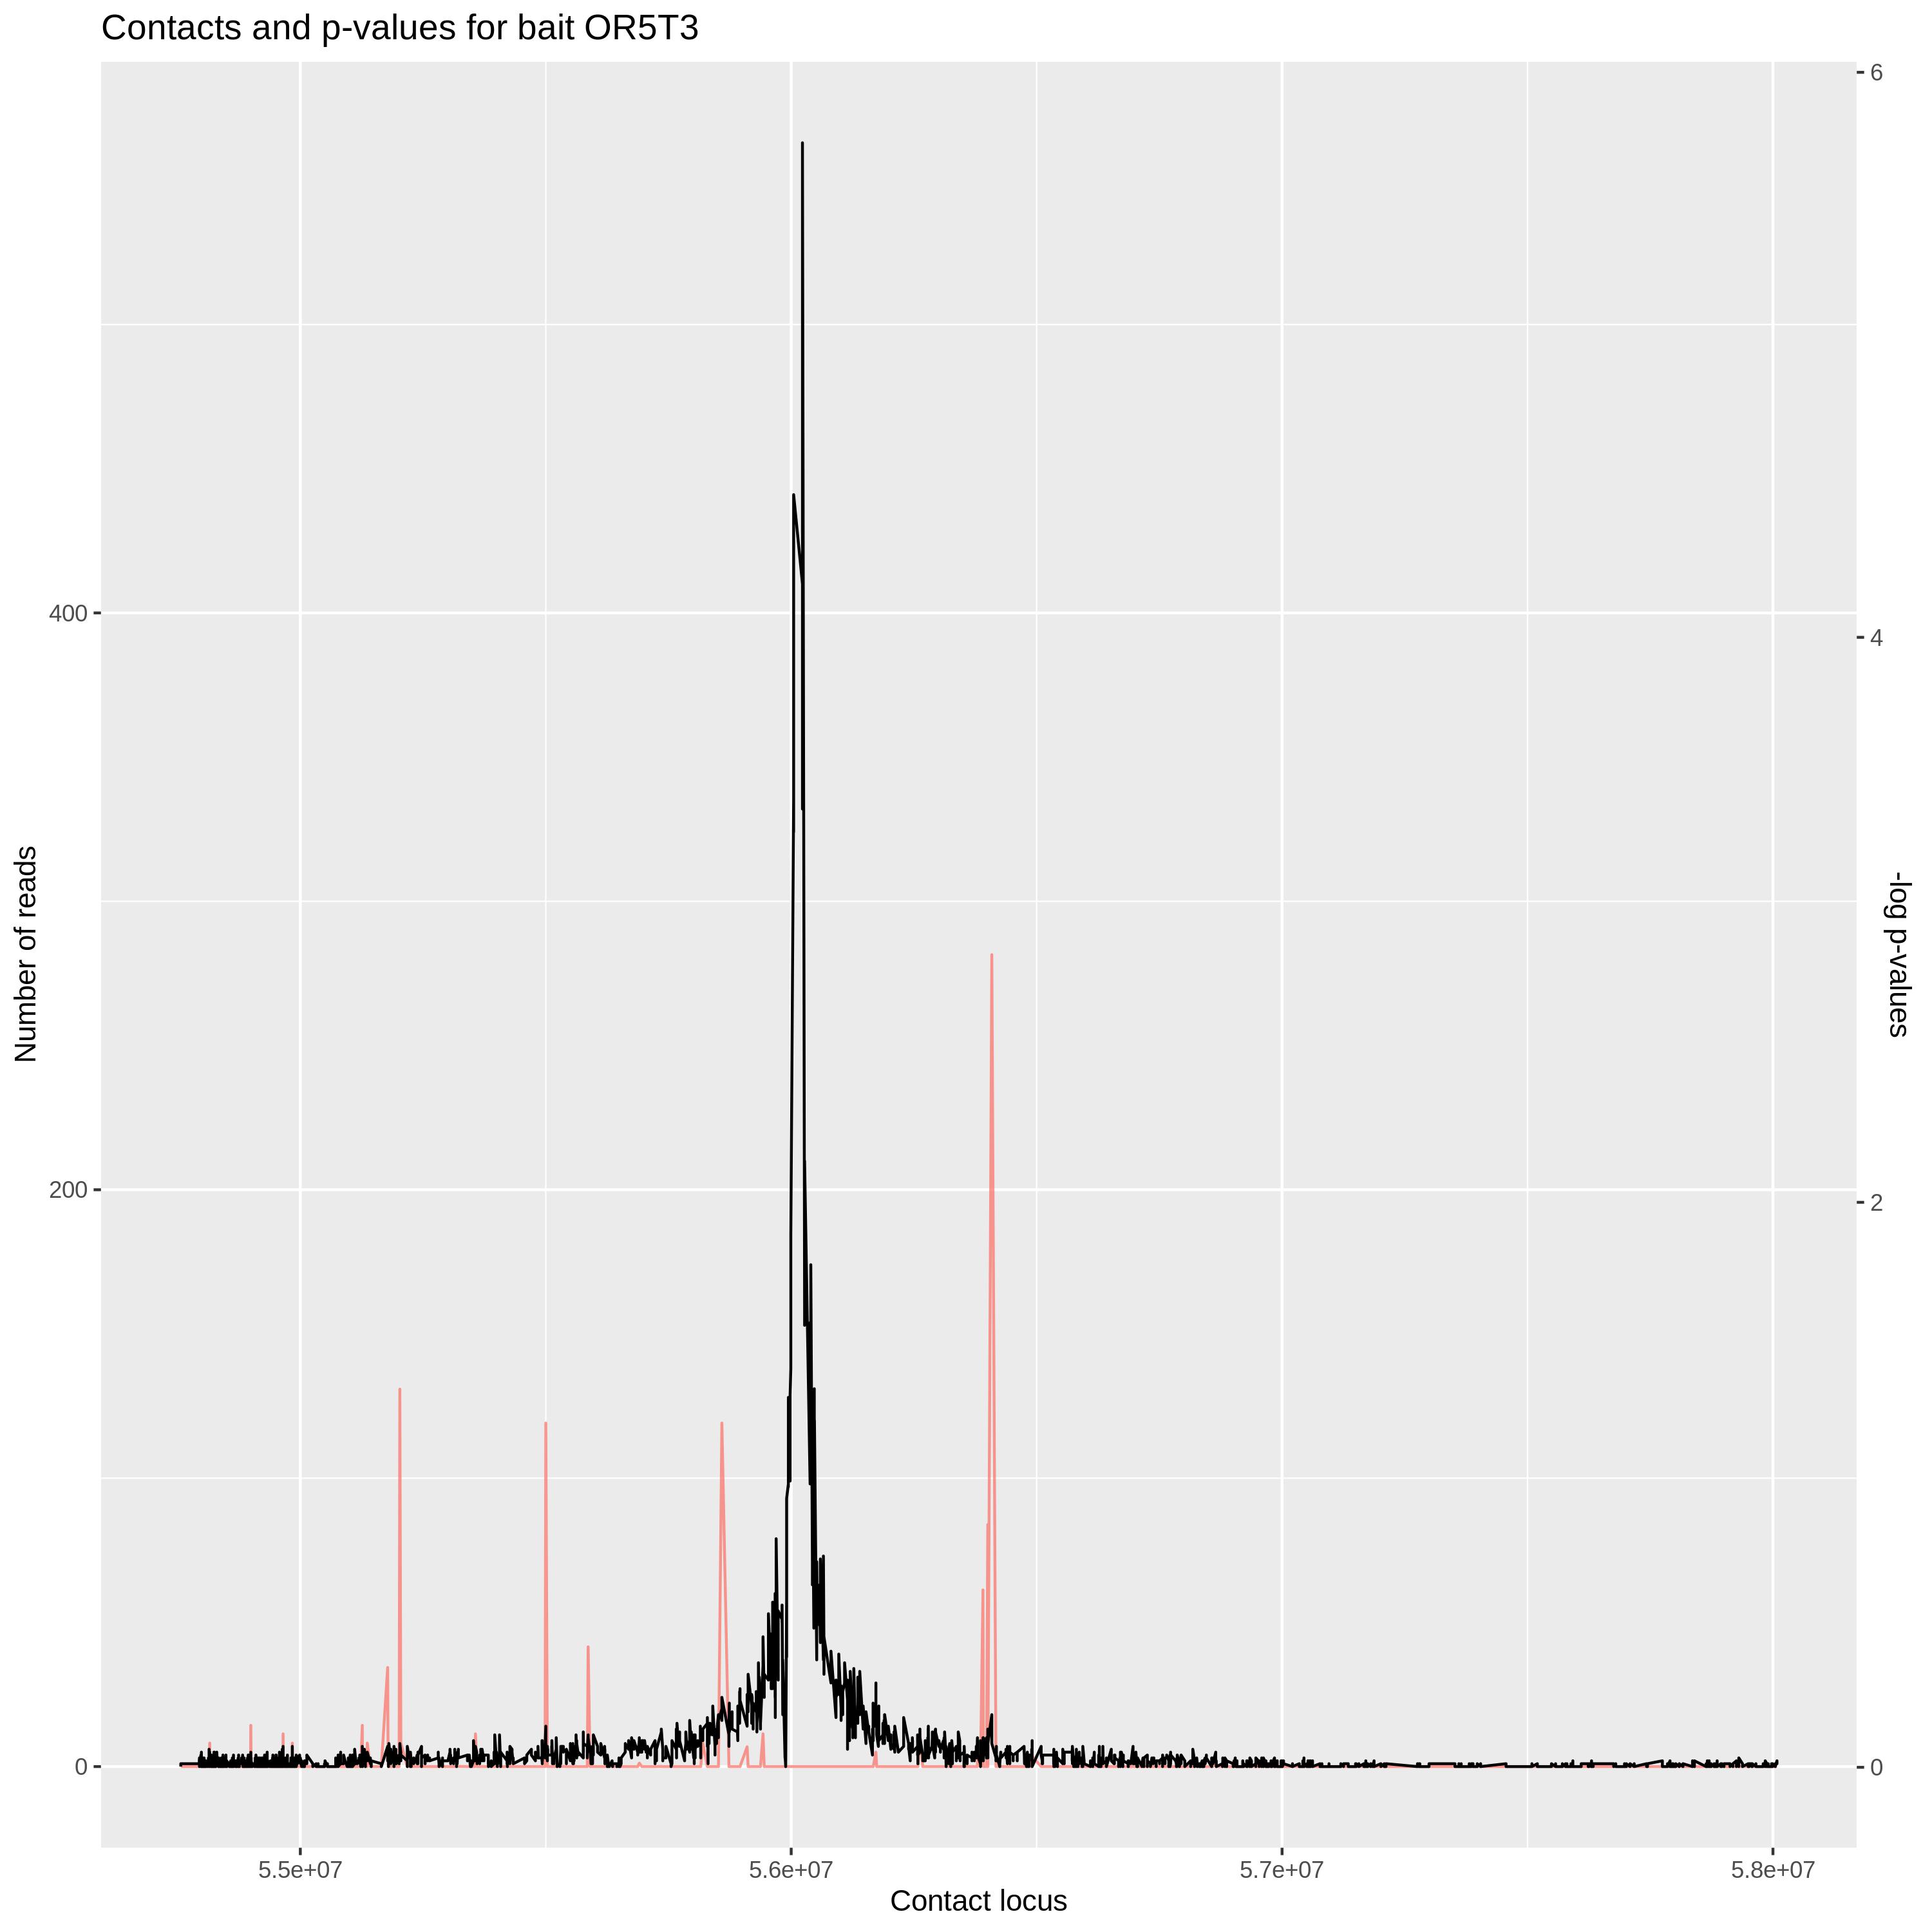 Contacts and p-values for bait OR5T3
6
400
4
Number of reads
-log p-values
200
2
0
0
5.5e+07
5.6e+07
5.7e+07
5.8e+07
Contact locus